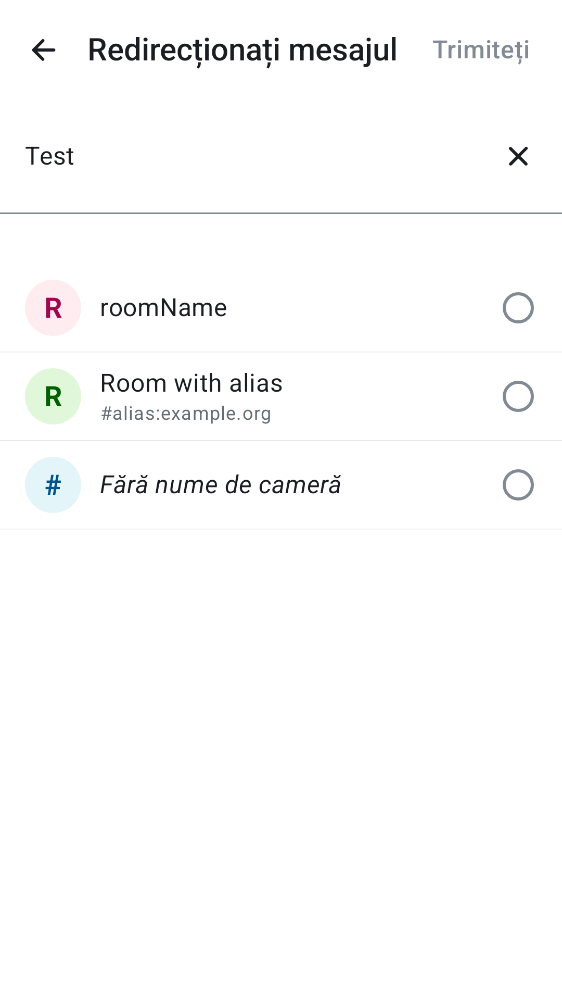 Redirecționați mesajul
Trimiteți
Test
R
roomName
R
Room with alias
#alias:example.org
#
Fără nume de cameră